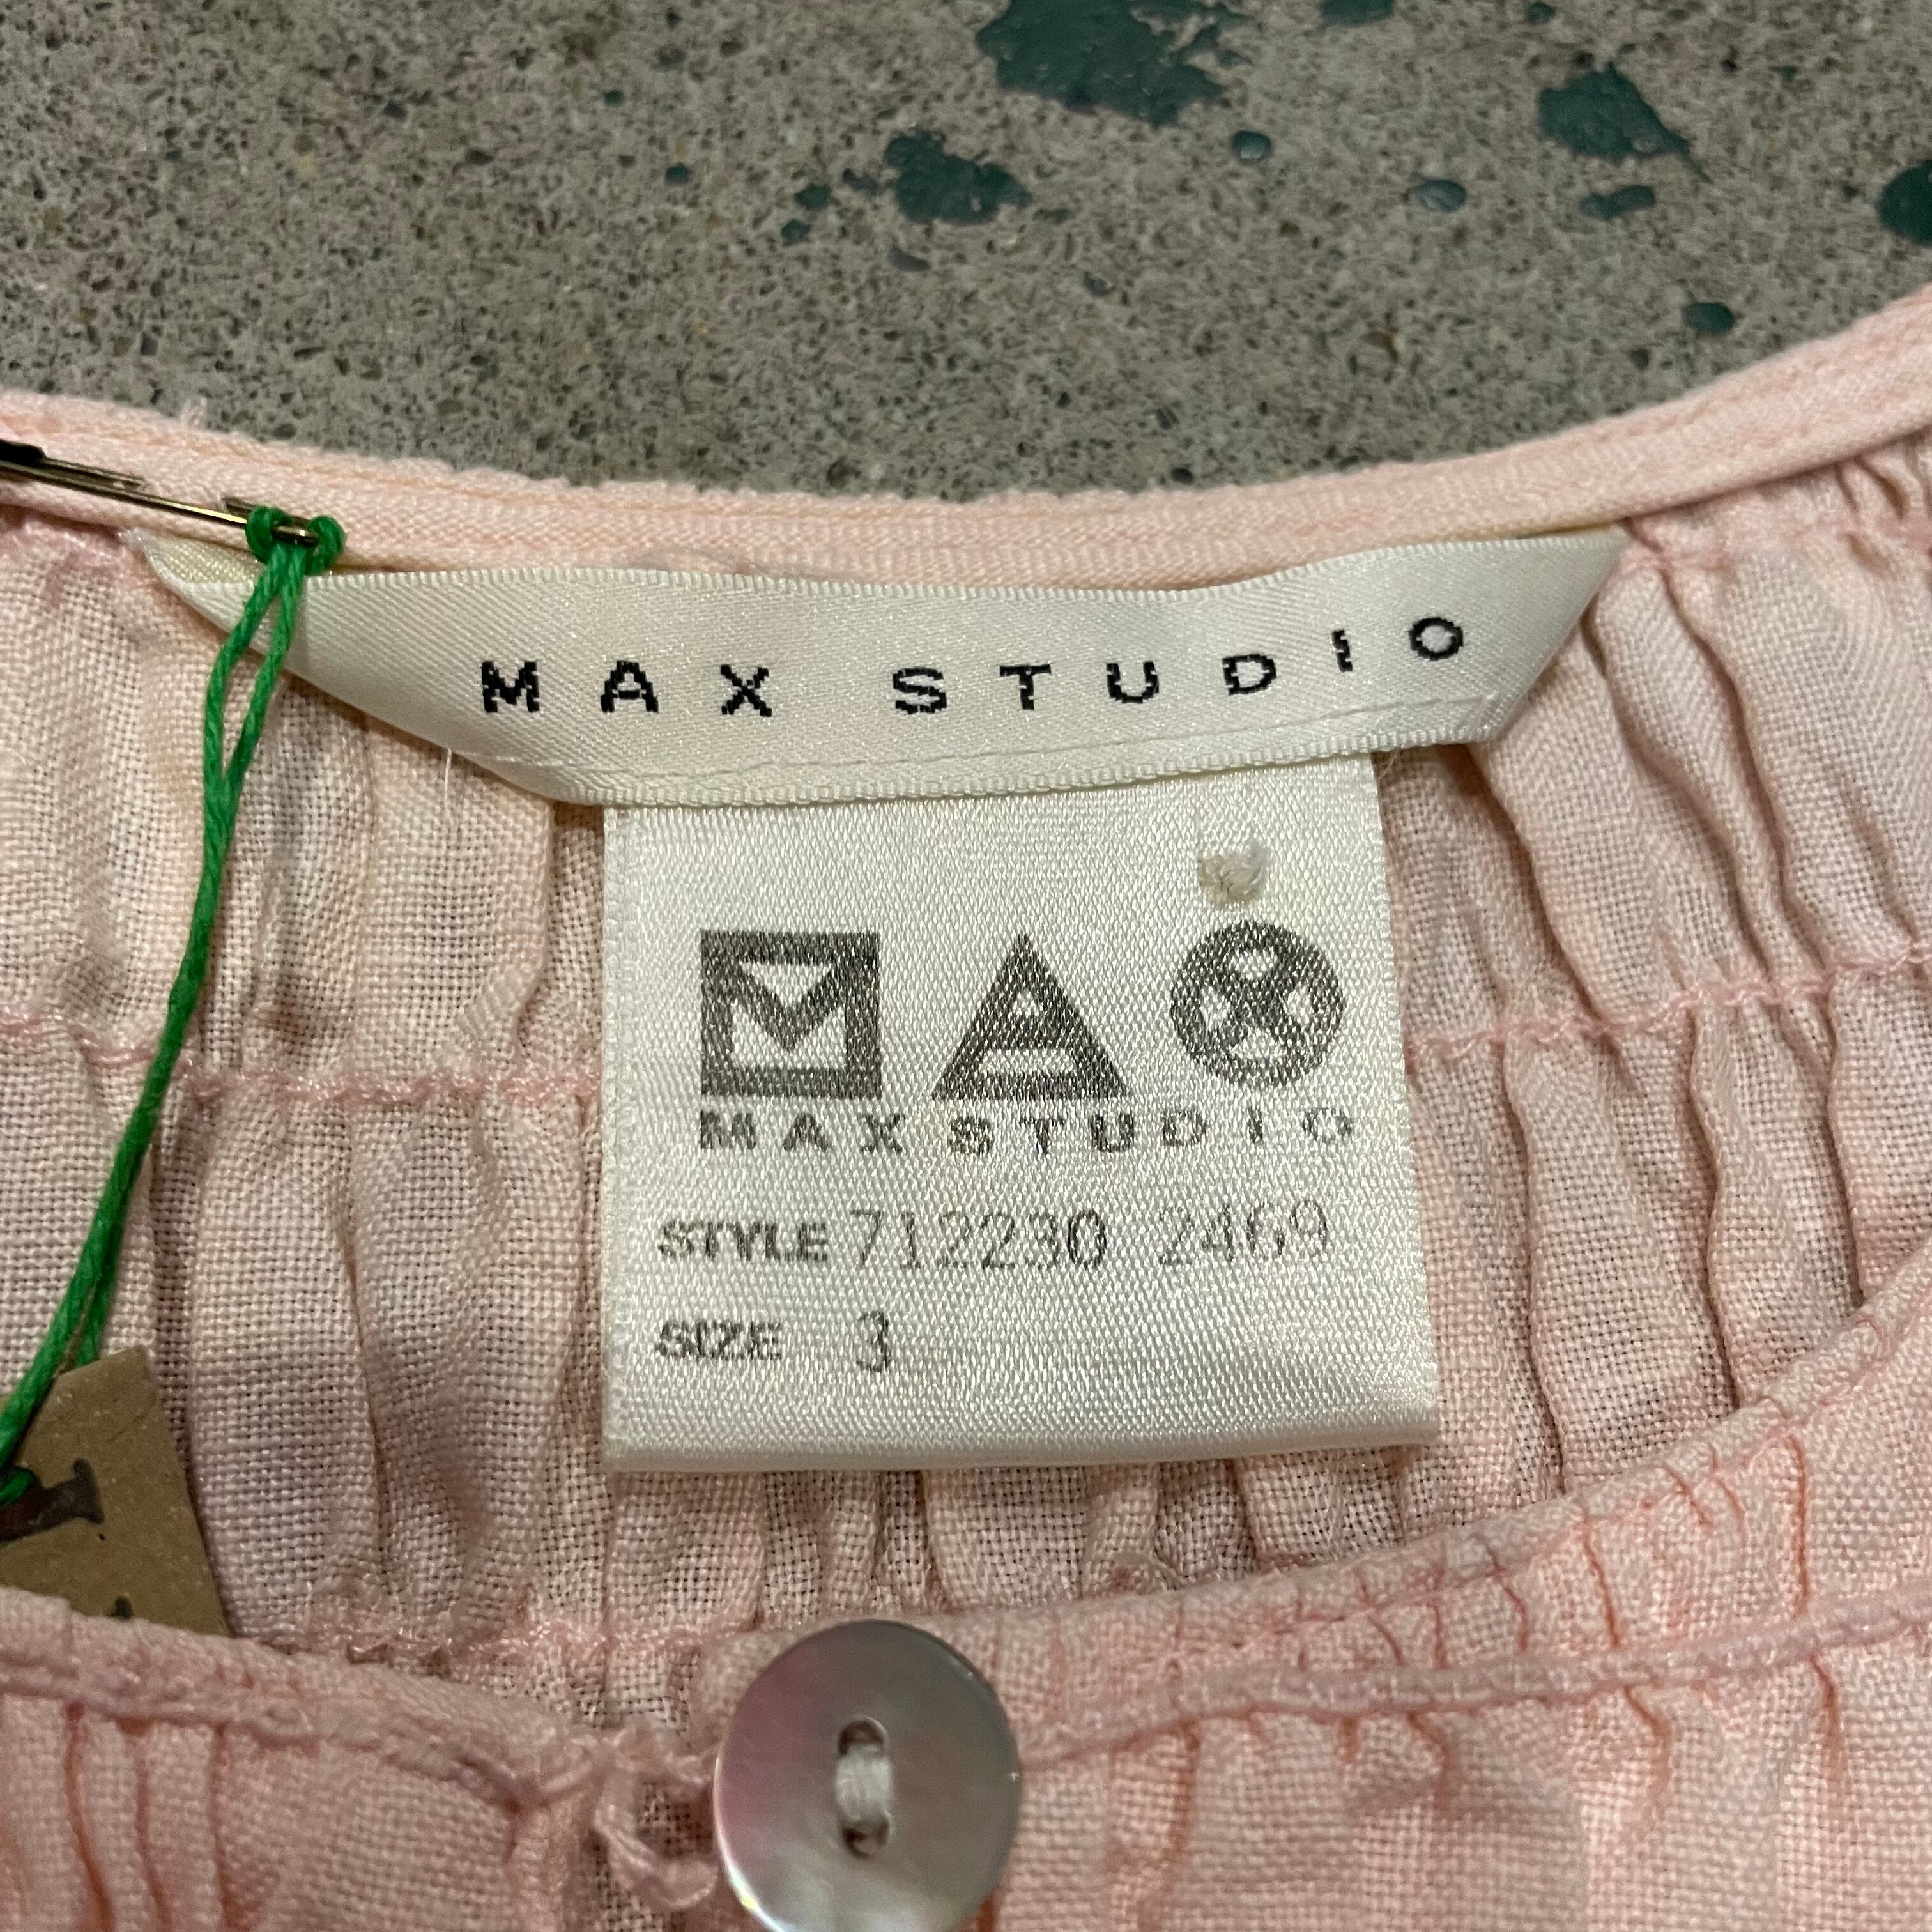 MAX STUDIO
M A X
MAX STUDIO
STYLE 712230 2469
SIZE 3